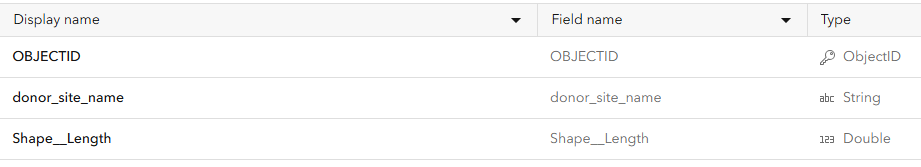 Display name Field name Type
OBJECTID OBJECTID ObjectID
donor_site_name donor_site_name abc String
Shape__Length Shape__Length 123 Double